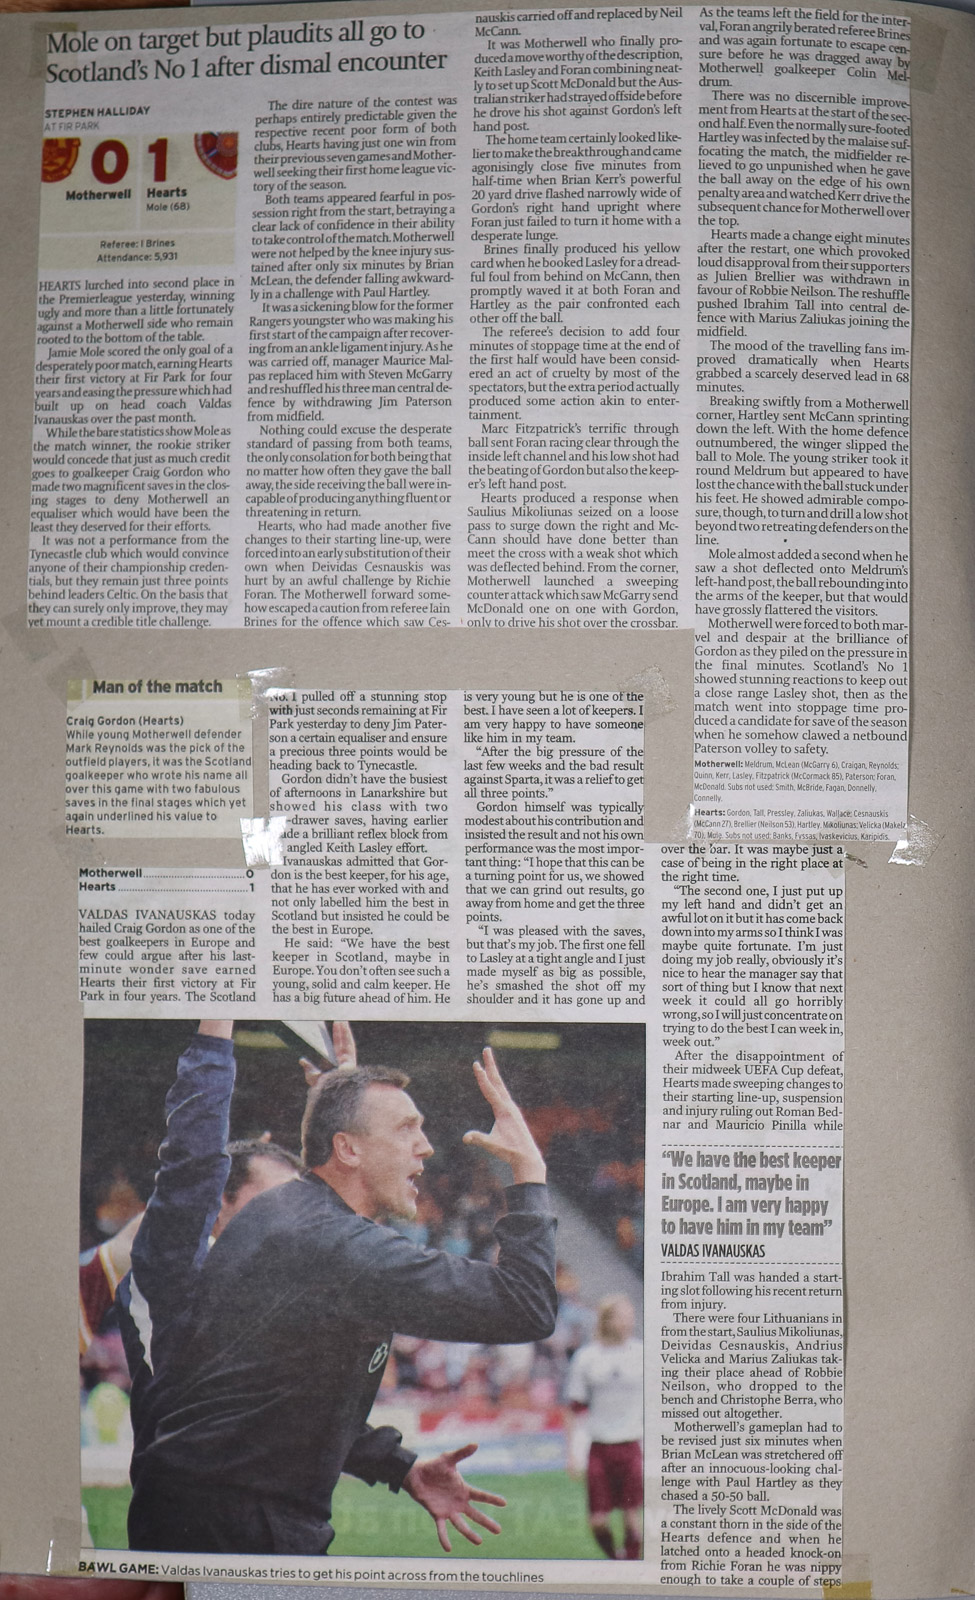 Mole on target but plaudits all go to
Scotland's No 1 after dismal encounter
STEPHEN HALLIDAY
AT FIR PARK
0 1
Motherwell Hearts
Mole (68)
Referee: I Brines
Attendance: 5,931
HEARTS lurched into second place in
the Premierleague yesterday, winning
ugly and more than a little fortunately
against a Motherwell side who remain
rooted to the bottom of the table.
Jamie Mole scored the only goal of a
desperately poor match, earning Hearts
their first victory at Fir Park for four
years and easing the pressure which had
built up on head coach Valdas
Ivanauskas over the past month.
While the bare statistics show Mole as
the match winner, the rookie striker
would concede that just as much credit
goes to goalkeeper Craig Gordon who
made two magnificent saves in the clos-
ing stages to deny Motherwell an
equaliser which would have been the
least they deserved for their efforts.
It was not a performance from the
Tynecastle club which would convince
anyone of their championship creden-
tials, but they remain just three points
behind leaders Celtic. On the basis that
they can surely only improve, they may
yet mount a credible title challenge.
The dire nature of the contest was
perhaps entirely predictable given the
respective recent poor form of both
clubs, Hearts having just one win from
their previous seven games and Mother-
well seeking their first home league vic-
tory of the season.
Both teams appeared fearful in pos-
session right from the start, betraying a
clear lack of confidence in their ability
to take control of the match. Motherwell
were not helped by the knee injury sus-
tained after only six minutes by Brian
McLean, the defender falling awkward-
ly in a challenge with Paul Hartley.
It was a sickening blow for the former
Rangers youngster who was making his
first start of the campaign after recover-
ing from an ankle ligament injury. As he
was carried off, manager Maurice Mal-
pas replaced him with Steven McGarry
and reshuffled his three man central de-
fence by withdrawing Jim Paterson
from midfield.
Nothing could excuse the desperate
standard of passing from both teams,
the only consolation for both being that
no matter how often they gave the ball
away, the side receiving the ball were in-
capable of producing anything fluent or
threatening in return.
Hearts, who had made another five
changes to their starting line-up, were
forced into an early substitution of their
own when Deividas Cesnauskis was
hurt by an awful challenge by Richie
Foran. The Motherwell forward some-
how escaped a caution from referee Iain
Brines for the offence which saw Ces-
nauskis carried off and replaced by Neil
McCann.
It was Motherwell who finally pro-
duced a move worthy of the description,
Keith Lasley and Foran combining neat-
ly to set up Scott McDonald but the Aus-
tralian striker had strayed offside before
he drove his shot against Gordon's left
hand post.
The home team certainly looked like-
lier to make the breakthrough and came
agonisingly close five minutes from
half-time when Brian Kerr's powerful
20 yard drive flashed narrowly wide of
Gordon's right hand upright where
Foran just failed to turn it home with a
desperate lunge.
Brines finally produced his yellow
card when he booked Lasley for a dread-
ful foul from behind on McCann, then
promptly waved it at both Foran and
Hartley as the pair confronted each
other off the ball.
The referee's decision to add four
minutes of stoppage time at the end of
the first half would have been consid-
ered an act of cruelty by most of the
spectators, but the extra period actually
produced some action akin to enter-
tainment.
Marc Fitzpatrick's terrific through
ball sent Foran racing clear through the
inside left channel and his low shot had
the beating of Gordon but also the keep-
er's left hand post.
Hearts produced a response when
Saulius Mikoliunas seized on a loose
pass to surge down the right and Mc-
Cann should have done better than
meet the cross with a weak shot which
was deflected behind. From the corner,
Motherwell launched a sweeping
counter attack which saw McGarry send
McDonald one on one with Gordon,
only to drive his shot over the crossbar.
As the teams left the field for the inter-
val, Foran angrily berated referee Brines
and was again fortunate to escape cen-
sure before he was dragged away by
Motherwell goalkeeper Colin Mel-
drum.
There was no discernible improve-
ment from Hearts at the start of the sec-
ond half. Even the normally sure-footed
Hartley was infected by the malaise suf-
focating the match, the midfielder re-
lieved to go unpunished when he gave
the ball away on the edge of his own
penalty area and watched Kerr drive the
subsequent chance for Motherwell over
the top.
Hearts made a change eight minutes
after the restart, one which provoked
loud disapproval from their supporters
as Julien Brellier was withdrawn in
favour of Robbie Neilson. The reshuffle
pushed Ibrahim Tall into central de-
fence with Marius Zaliukas joining the
midfield.
The mood of the travelling fans im-
proved dramatically when Hearts
grabbed a scarcely deserved lead in 68
minutes.
Breaking swiftly from a Motherwell
corner, Hartley sent McCann sprinting
down the left. With the home defence
outnumbered, the winger slipped the
ball to Mole. The young striker took it
round Meldrum but appeared to have
lost the chance with the ball stuck under
his feet. He showed admirable compo-
sure, though, to turn and drill a low shot
beyond two retreating defenders on the
line.
Mole almost added a second when he
saw a shot deflected onto Meldrum's
left-hand post, the ball rebounding into
the arms of the keeper, but that would
have grossly flattered the visitors.
Motherwell were forced to both mar-
vel and despair at the brilliance of
Gordon as they piled on the pressure in
the final minutes. Scotland's No 1
showed stunning reactions to keep out
a close range Lasley shot, then as the
match went into stoppage time pro-
duced a candidate for save of the season
when he somehow clawed a netbound
Paterson volley to safety.
Motherwell: Meldrum, McLean (McGarry 6), Craigan, Reynolds;
Quinn, Kerr, Lasley, Fitzpatrick (McCormack 85), Paterson; Foran,
McDonald. Subs not used: Smith, McBride, Fagan, Donnelly,
Connelly.
Hearts: Gordon, Tall, Pressley, Zaliukas, Wallace; Cesnauskis
(McCann 27), Brellier (Neilson 53), Hartley, Mikoliunas; Velicka (Makela
70), Mole. Subs not used: Banks, Fyssas, Ivaskevicius, Karipidis.
Man of the match
Craig Gordon (Hearts)
While young Motherwell defender
Mark Reynolds was the pick of the
outfield players, it was the Scotland
goalkeeper who wrote his name all
over this game with two fabulous
saves in the final stages which yet
again underlined his value to
Hearts.
Motherwell 0
Hearts 1
VALDAS IVANAUSKAS today
hailed Craig Gordon as one of the
best goalkeepers in Europe and
few could argue after his last-
minute wonder save earned
Hearts their first victory at Fir
Park in four years. The Scotland
No. 1 pulled off a stunning stop
with just seconds remaining at Fir
Park yesterday to deny Jim Pater-
son a certain equaliser and ensure
a precious three points would be
heading back to Tynecastle.
Gordon didn't have the busiest
of afternoons in Lanarkshire but
showed his class with two
-drawer saves, having earlier
made a brilliant reflex block from
angled Keith Lasley effort.
Ivanauskas admitted that Gor-
don is the best keeper, for his age,
that he has ever worked with and
not only labelled him the best in
Scotland but insisted he could be
the best in Europe.
He said: "We have the best
keeper in Scotland, maybe in
Europe. You don't often see such a
young, solid and calm keeper. He
has a big future ahead of him. He
is very young but he is one of the
best. I have seen a lot of keepers. I
am very happy to have someone
like him in my team.
"After the big pressure of the
last few weeks and the bad result
against Sparta, it was a relief to get
all three points."
Gordon himself was typically
modest about his contribution and
insisted the result and not his own
performance was the most impor-
tant thing: "I hope that this can be
a turning point for us, we showed
that we can grind out results, go
away from home and get the three
points.
"I was pleased with the saves,
but that's my job. The first one fell
to Lasley at a tight angle and I just
made myself as big as possible,
he's smashed the shot off my
shoulder and it has gone up and
over the bar. It was maybe just a
case of being in the right place at
the right time.
"The second one, I just put up
my left hand and didn't get an
awful lot on it but it has come back
down into my arms so I think I was
maybe quite fortunate. I'm just
doing my job really, obviously it's
nice to hear the manager say that
sort of thing but I know that next
week it could all go horribly
wrong, so I will just concentrate on
trying to do the best I can week in,
week out."
After the disappointment of
their midweek UEFA Cup defeat,
Hearts made sweeping changes to
their starting line-up, suspension
and injury ruling out Roman Bed-
nar and Mauricio Pinilla while
"We have the best keeper
in Scotland, maybe in
Europe. I am very happy
to have him in my team"
VALDAS IVANAUSKAS
Ibrahim Tall was handed a start-
ing slot following his recent return
from injury.
There were four Lithuanians in
from the start, Saulius Mikoliunas,
Deividas Cesnauskis, Andrius
Velicka and Marius Zaliukas tak-
ing their place ahead of Robbie
Neilson, who dropped to the
bench and Christophe Berra, who
missed out altogether.
Motherwell's gameplan had to
be revised just six minutes when
Brian McLean was stretchered off
after an innocuous-looking chal-
lenge with Paul Hartley as they
chased a 50-50 ball.
The lively Scott McDonald was
a constant thorn in the side of the
Hearts defence and when he
latched onto a headed knock-on
from Richie Foran he was nippy
enough to take a couple of steps
BAWL GAME: Valdas Ivanauskas tries to get his point across from the touchlines